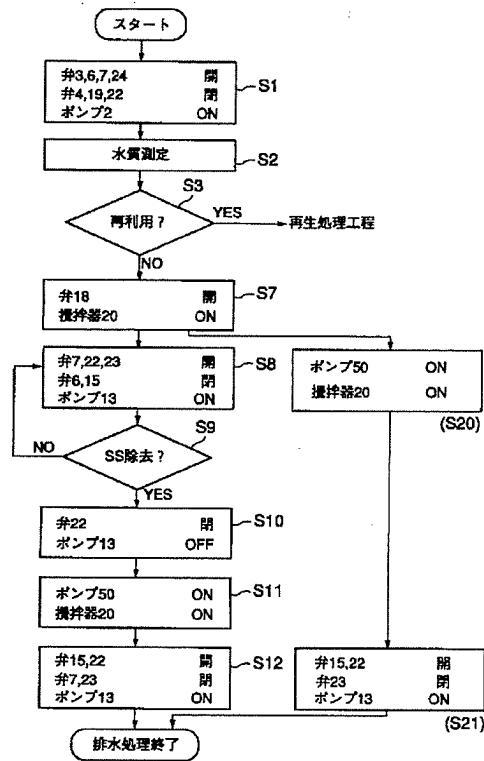 スタート
弁3,6,7,24 開
弁4,19,22 閉
ポンプ2 ON
S1
水質測定
S2
S3
再利用？
YES
再生処理工程
NO
弁18 開
攪拌器20 ON
S7
弁7,22,23 開
弁6,15 閉
ポンプ13 ON
S8
ポンプ50 ON
攪拌器20 ON
(S20)
S9
NO
SS除去？
YES
弁22 閉
ポンプ13 OFF
S10
ポンプ50 ON
攪拌器20 ON
S11
弁15,22 開
弁7,23 閉
ポンプ13 ON
S12
弁15,22 開
弁23 閉
ポンプ13 ON
(S21)
排水処理終了